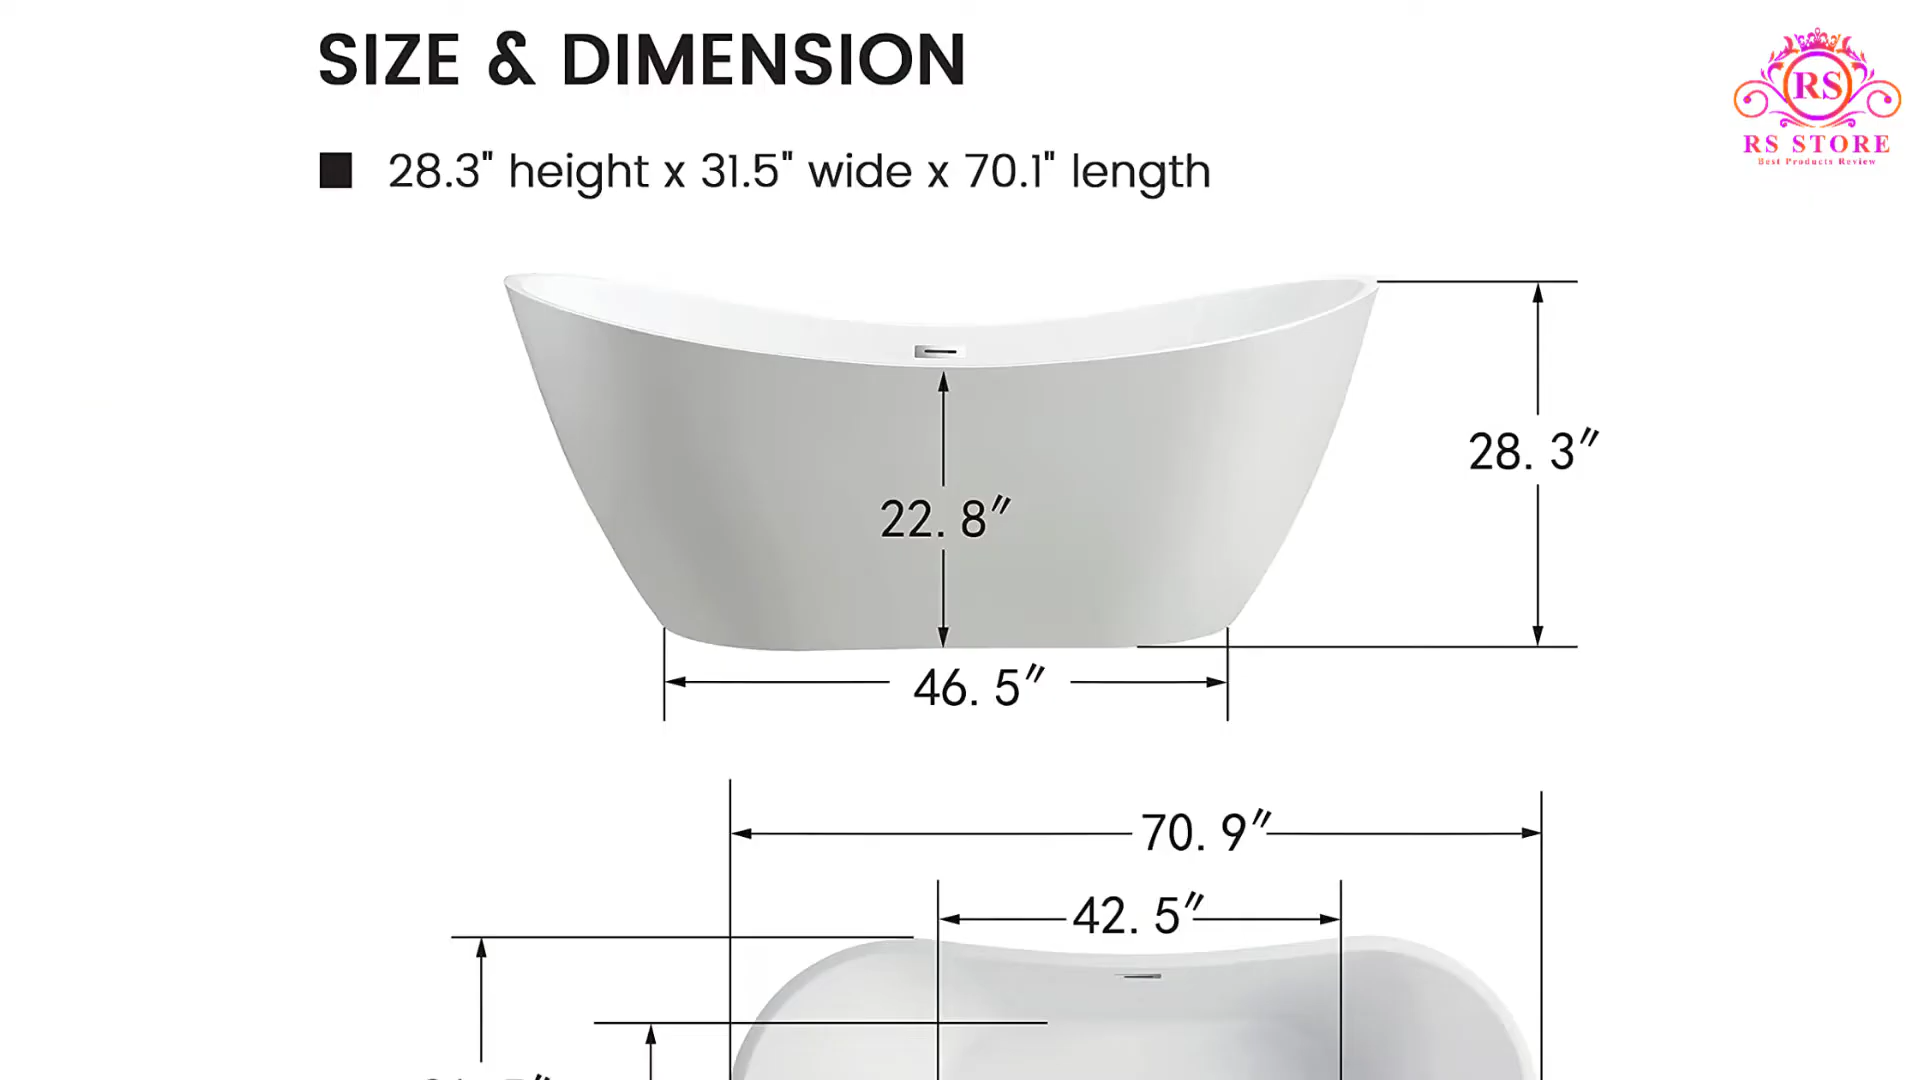 SIZE & DIMENSION
RS
RS STORE
Best Products Review
28.3" height x 31.5" wide x 70.1" length
28.3"
22.8"
46.5"
70.9"
42.5"